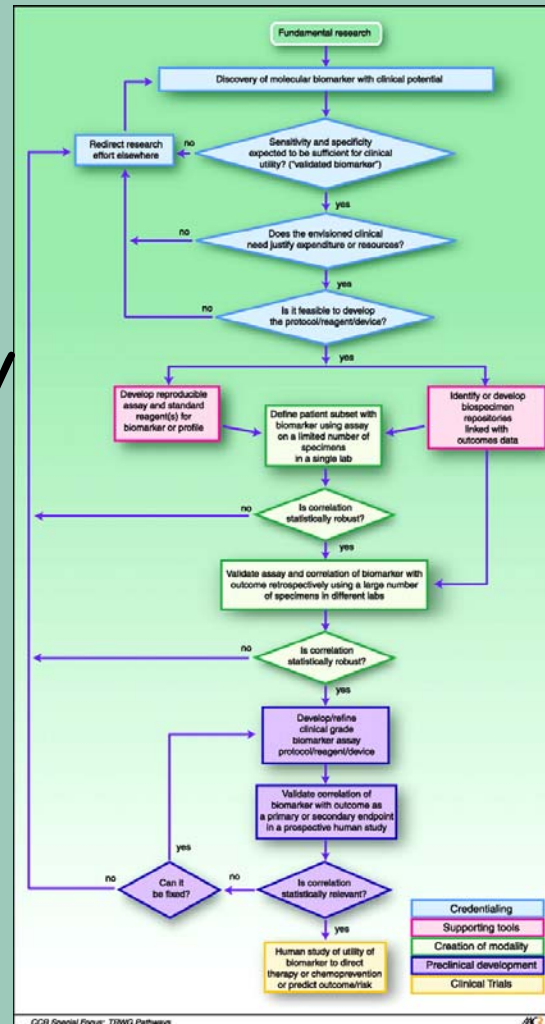 Fundamental research
Discovery of molecular biomarker with clinical potential
Redirect research
effort elsewhere
no
Sensitivity and specificity
expected to be sufficient for clinical
utility? ("validated biomarker")
yes
no
Does the envisioned clinical
need justify expenditure or resources?
yes
no
Is it feasible to develop
the protocol/reagent/device?
yes
Develop reproducible
assay and standard
reagent(s) for
biomarker or profile
Define patient subset with
biomarker using assay
on a limited number of
specimens
in a single lab
Identify or develop
biospecimen
repositories
linked with
outcomes data
no
Is correlation
statistically robust?
yes
Validate assay and correlation of biomarker with
outcome retrospectively using a large number
of specimens in different labs
no
Is correlation
statistically robust?
yes
Develop/refine
clinical grade
biomarker assay
protocol/reagent/device
Validate correlation of
biomarker with outcome as
a primary or secondary endpoint
in a prospective human study
yes
no
Can it
be fixed?
no
Is correlation
statistically relevant?
yes
Human study of utility of
biomarker to direct
therapy or chemoprevention
or predict outcome/risk
Credentialing
Supporting tools
Creation of modality
Preclinical development
Clinical Trials
CCR Special Focus: TRWG Pathways